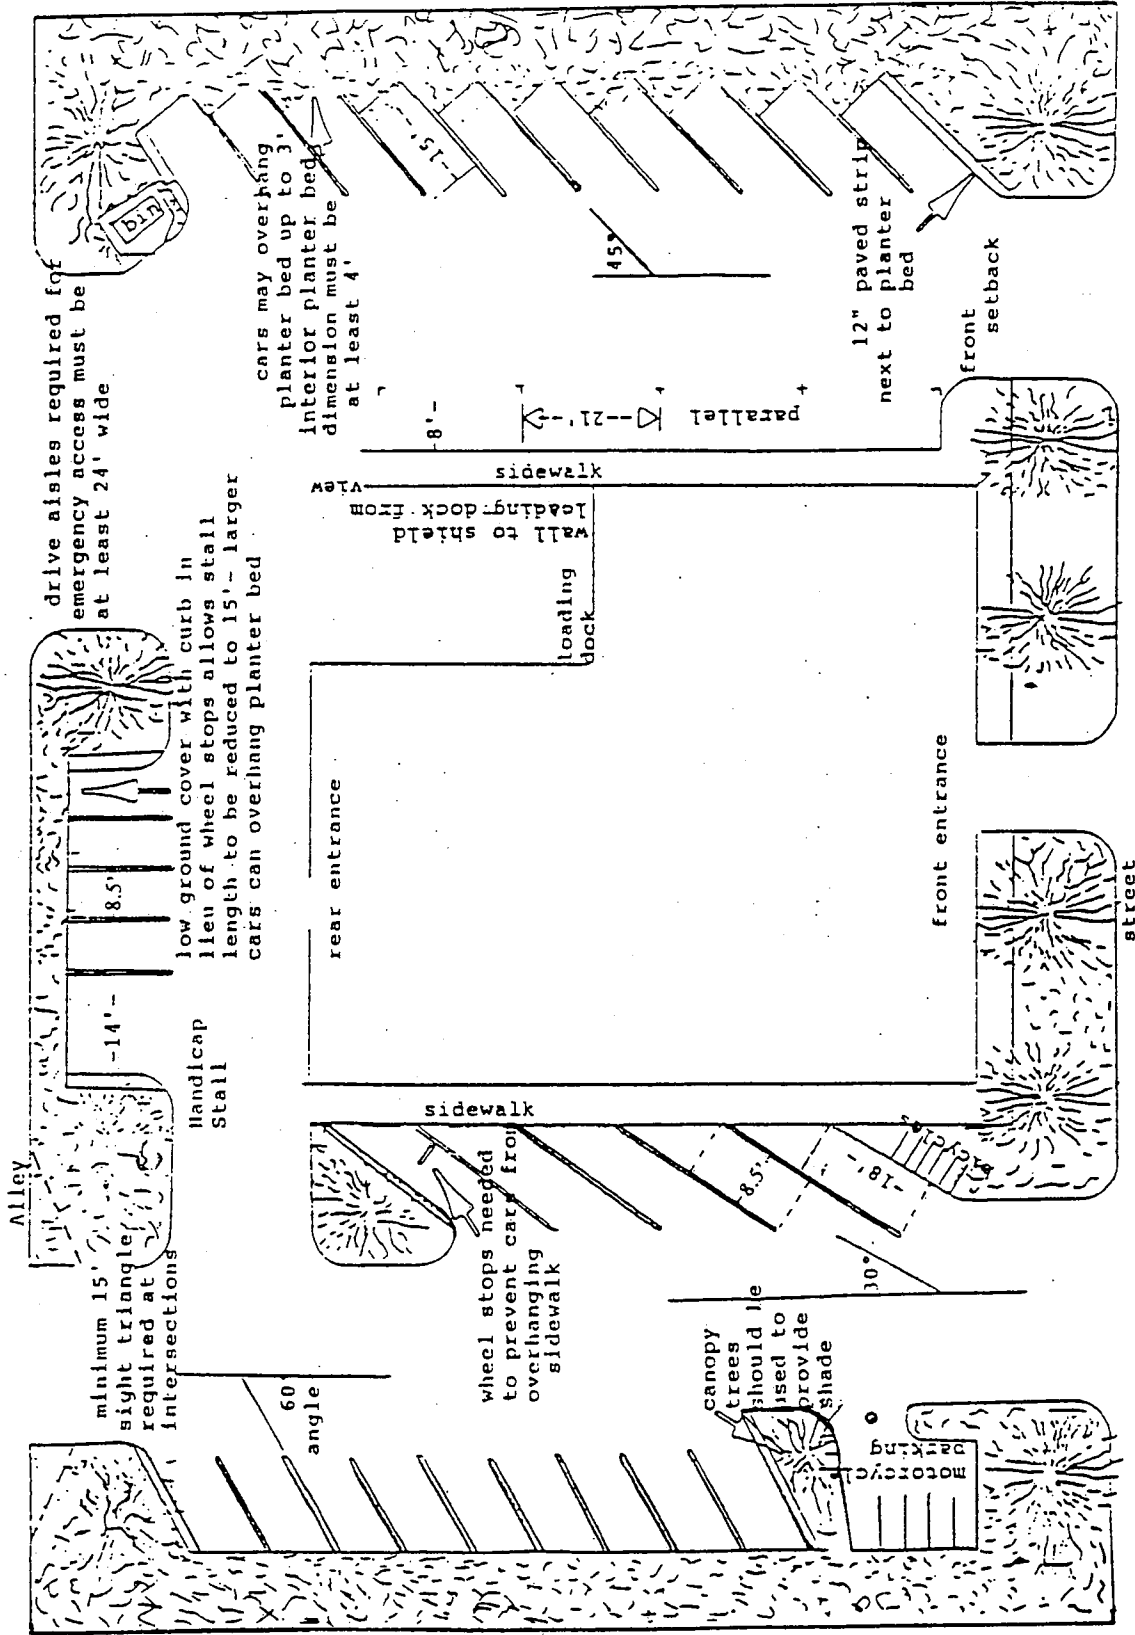 Alley
minimum 15'
sight triangle
required at
intersections
-14'-
8.5'
Handicap
Stall
low ground cover with curb in
lieu of wheel stops allows stall
length to be reduced to 15'- larger
cars can overhang planter bed
drive aisles required for
emergency access must be
at least 24' wide
bin
60°
angle
wheel stops needed
to prevent cars from
overhanging
sidewalk
sidewalk
rear entrance
loading
dock
wall to shield
loading dock from
view
sidewalk
8'-
--21'--
parallel
cars may overhang
planter bed up to 3'
interior planter bed
dimension must be
at least 4'
-15'-
45°
canopy
trees
should be
used to
provide
shade
30°
8.5'
-18'-
bicycles
motorcycle
parking
front entrance
12" paved strip
next to planter
bed
front
setback
street